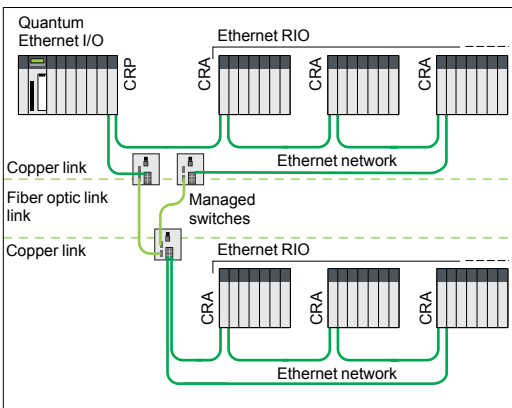 Quantum
Ethernet I/O
CRP
Ethernet RIO
CRA
CRA
CRA
Ethernet network
Copper link
Fiber optic link
link
Managed
switches
Copper link
Ethernet RIO
CRA
CRA
CRA
Ethernet network